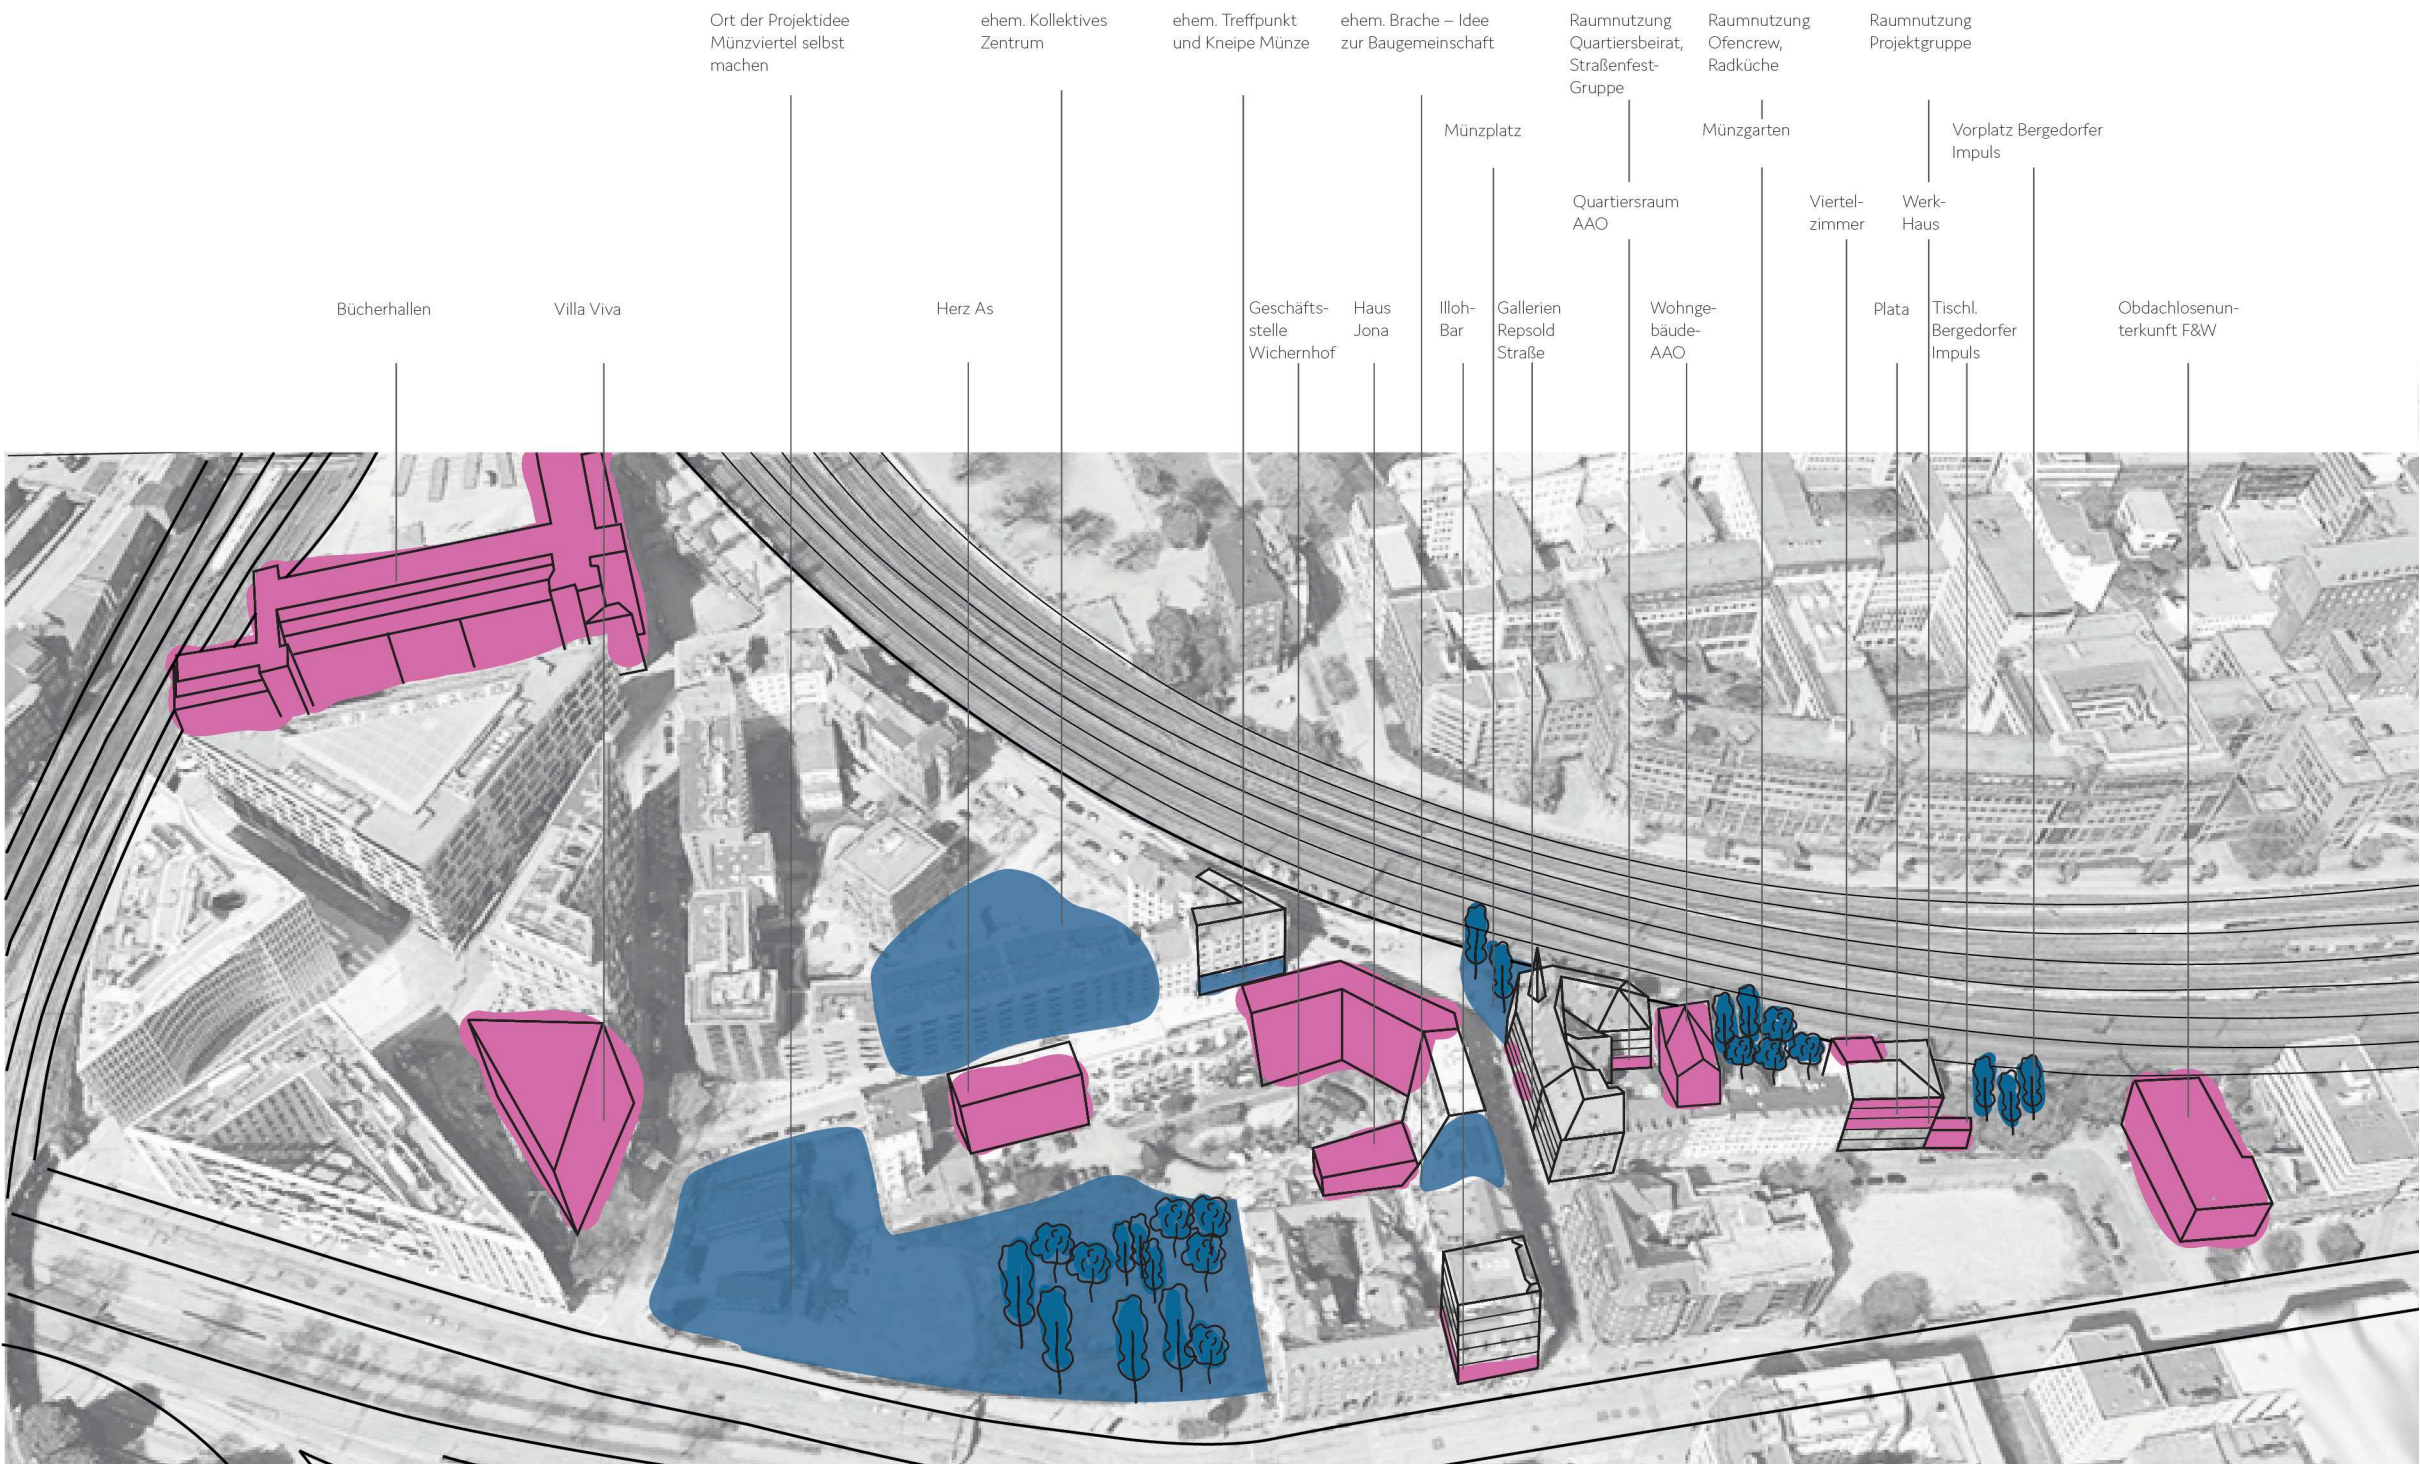 Ort der Projektidee
Münzviertel selbst
machen
ehem. Kollektives
Zentrum
ehem. Treffpunkt
und Kneipe Münze
ehem. Brache – Idee
zur Baugemeinschaft
Raumnutzung
Quartiersbeirat,
Straßenfest-
Gruppe
Raumnutzung
Ofencrew,
Radküche
Raumnutzung
Projektgruppe
Münzplatz
Münzgarten
Vorplatz Bergedorfer
Impuls
Quartiersraum
AAO
Viertel-
zimmer
Werk-
Haus
Bücherhallen
Villa Viva
Herz As
Geschäfts-
stelle
Wichernhof
Haus
Jona
Illoh-
Bar
Gallerien
Repsold
Straße
Wohnge-
bäude-
AAO
Plata
Tischl.
Bergedorfer
Impuls
Obdachlosenun-
terkunft F&W